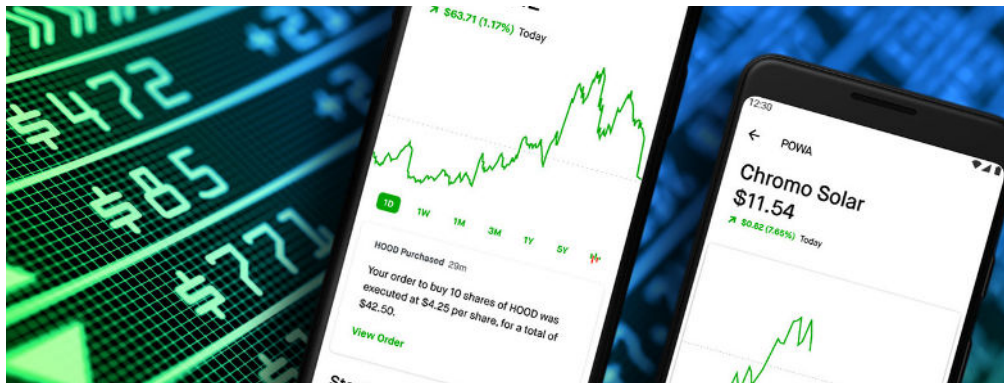 $472
$85
$771
$63.71 (1.17%) Today
1D 1W 1M 3M 1Y 5Y
HOOD Purchased 29m
Your order to buy 10 shares of HOOD was
executed at $4.25 per share, for a total of
$42.50.
View Order
12:30
POWA
Chromo Solar
$11.54
$0.82 (7.65%) Today